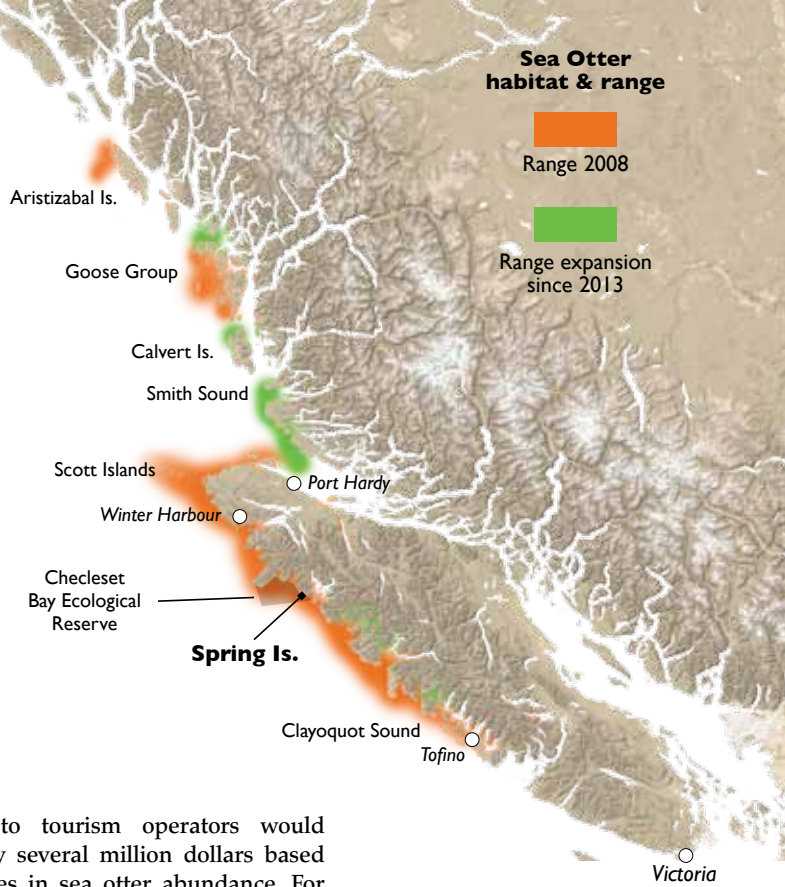 Sea Otter
habitat & range
Range 2008
Range expansion
since 2013
Aristizabal Is.
Goose Group
Calvert Is.
Smith Sound
Scott Islands
Port Hardy
Winter Harbour
Checleset
Bay Ecological
Reserve
Spring Is.
Clayoquot Sound
Tofino
Victoria
to tourism operators would
several million dollars based
in sea otter abundance. For